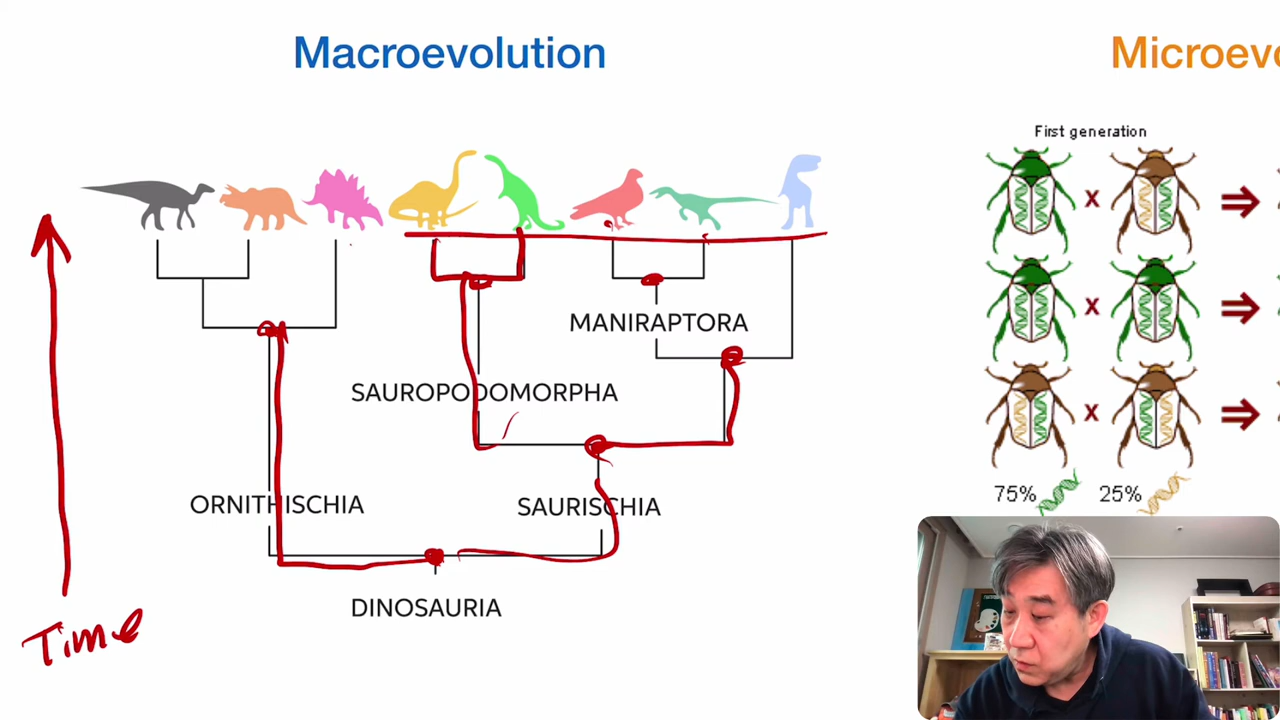 Macroevolution
Microev
First generation
x
x
MANIRAPTORA
SAUROPODOMORPHA
x
75% 25%
ORNITHISCHIA
SAURISCHIA
DINOSAURIA
Time